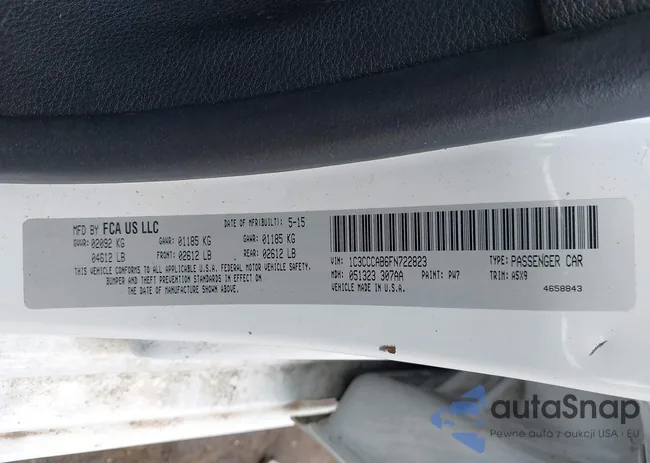 MFD BY FCA US LLC
DATE OF MFR(BUILT): 5-15
GVWR: 02092 KG GAWR: 01185 KG GAWR: 01185 KG
04612 LB FRONT: 02612 LB REAR: 02612 LB
THIS VEHICLE CONFORMS TO ALL APPLICABLE U.S.A. FEDERAL MOTOR VEHICLE SAFETY,
BUMPER AND THEFT PREVENTION STANDARDS IN EFFECT ON
THE DATE OF MANUFACTURE SHOWN ABOVE.
VIN: 1C3CCCAB6FN722823 TYPE: PASSENGER CAR
MDH: 051323 307AA PAINT: PW7 TRIM: A5X9
VEHICLE MADE IN U.S.A. 4658843
autaSnap
Pewne auto z aukcji USA i EU